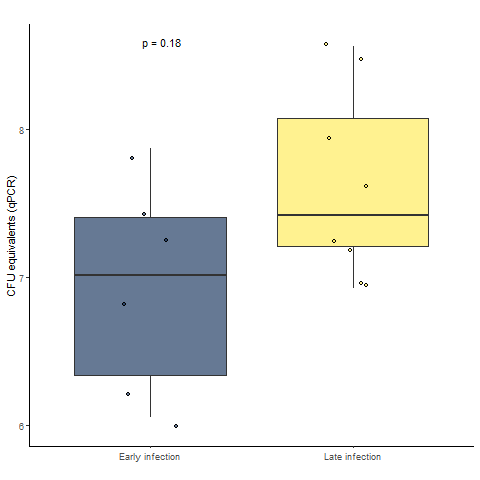 p = 0.18
CFU equivalents (qPCR)
8
7
6
Early infection
Late infection